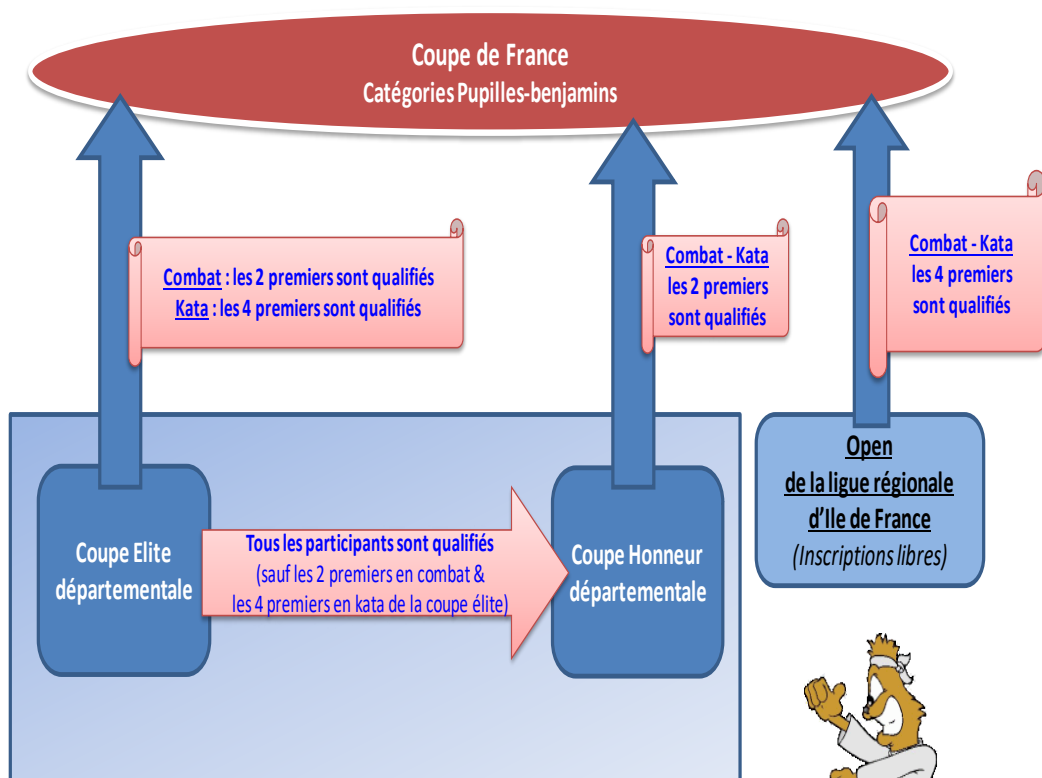 Coupe de France
Catégories Pupilles-benjamins
Combat : les 2 premiers sont qualifiés
Kata : les 4 premiers sont qualifiés
Combat - Kata
les 2 premiers
sont qualifiés
Combat - Kata
les 4 premiers
sont qualifiés
Coupe Elite
départementale
Tous les participants sont qualifiés
(sauf les 2 premiers en combat &
les 4 premiers en kata de la coupe élite)
Coupe Honneur
départementale
Open
de la ligue régionale
d'Ile de France
(Inscriptions libres)